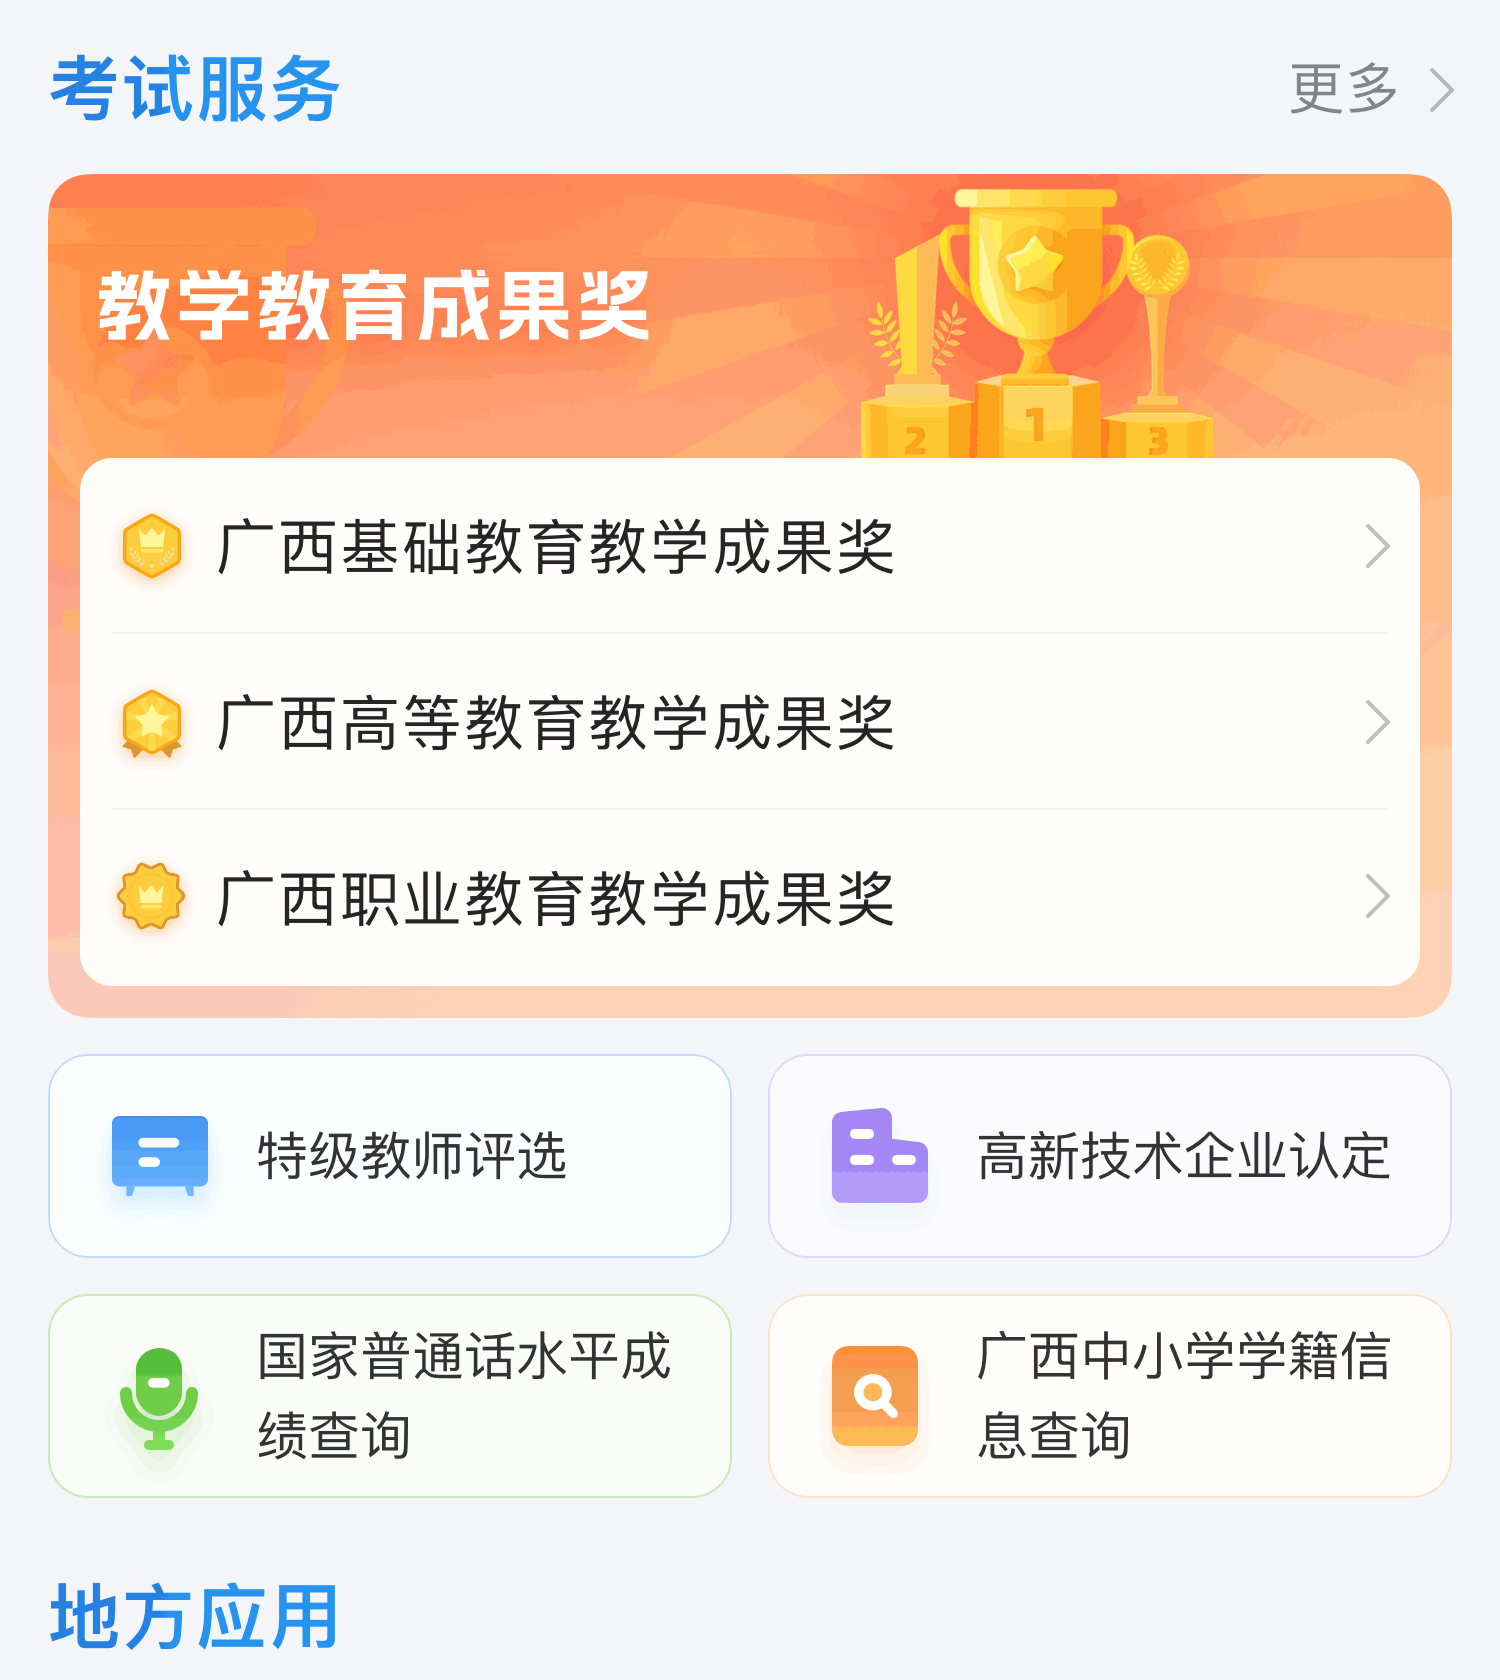 考试服务
更多
教学教育成果奖
2
1
3
广西基础教育教学成果奖
广西高等教育教学成果奖
广西职业教育教学成果奖
特级教师评选
高新技术企业认定
国家普通话水平成
绩查询
广西中小学学籍信
息查询
地方应用